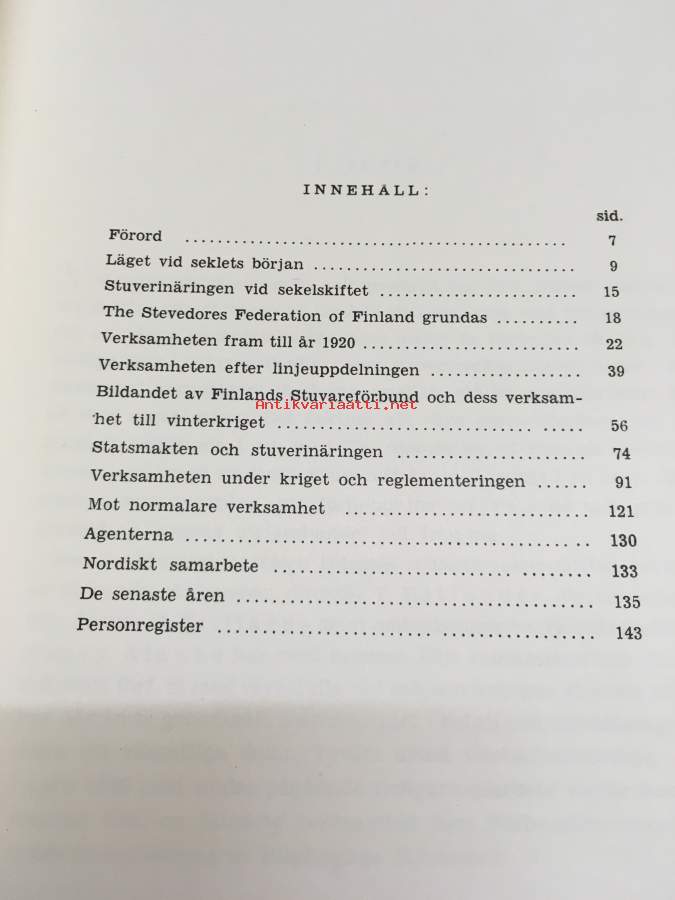 INNEHÅLL:
sid.
Förord ........................................ 7
Läget vid seklets början ................................ 9
Stuverinäringen vid sekelskiftet ........................ 15
The Stevedores Federation of Finland grundas .......... 18
Verksamheten fram till år 1920 ........................... 22
Verksamheten efter linjeuppdelningen .................. 39
Bildandet av Finlands Stuvareförbund och dess verksam-
Antikvariaatti.net
het till vinterkriget ..................................... 56
Statsmakten och stuverinäringen ....................... 74
Verksamheten under kriget och reglementeringen ...... 91
Mot normalare verksamhet .............................. 121
Agenterna .................................................. 130
Nordiskt samarbete ...................................... 133
De senaste åren ............................................ 135
Personregister .............................................. 143